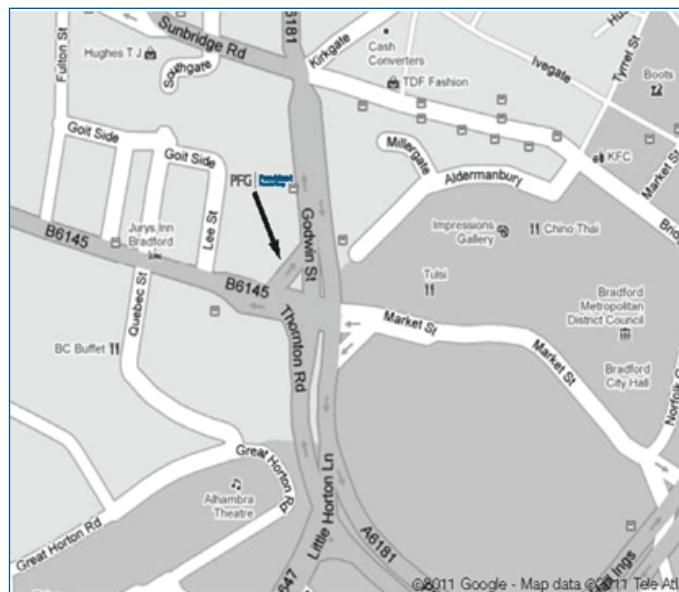 Sunbridge Rd
A6181
Fulton St
Hughes T J
Southgate
Kirkgate
Cash
Converters
TDF Fashion
Ivegate
Tyrrel St
Boots
Goit Side
Goit Side
Millergate
Aldermanbury
KFC
Market St
PFG
Godwin St
Lee St
Jurys Inn
Bradford
B6145
B6145
Quebec St
Impressions
Gallery
Chino Thai
Tulsi
Bradford
Metropolitan
District Council
Bradford
City Hall
BC Buffet
Thornton Rd
Market St
Market St
Great Horton Rd
Great Horton Rd
Alhambra
Theatre
Little Horton Ln
A6181
©2011 Google - Map data ©2011 Tele Atl